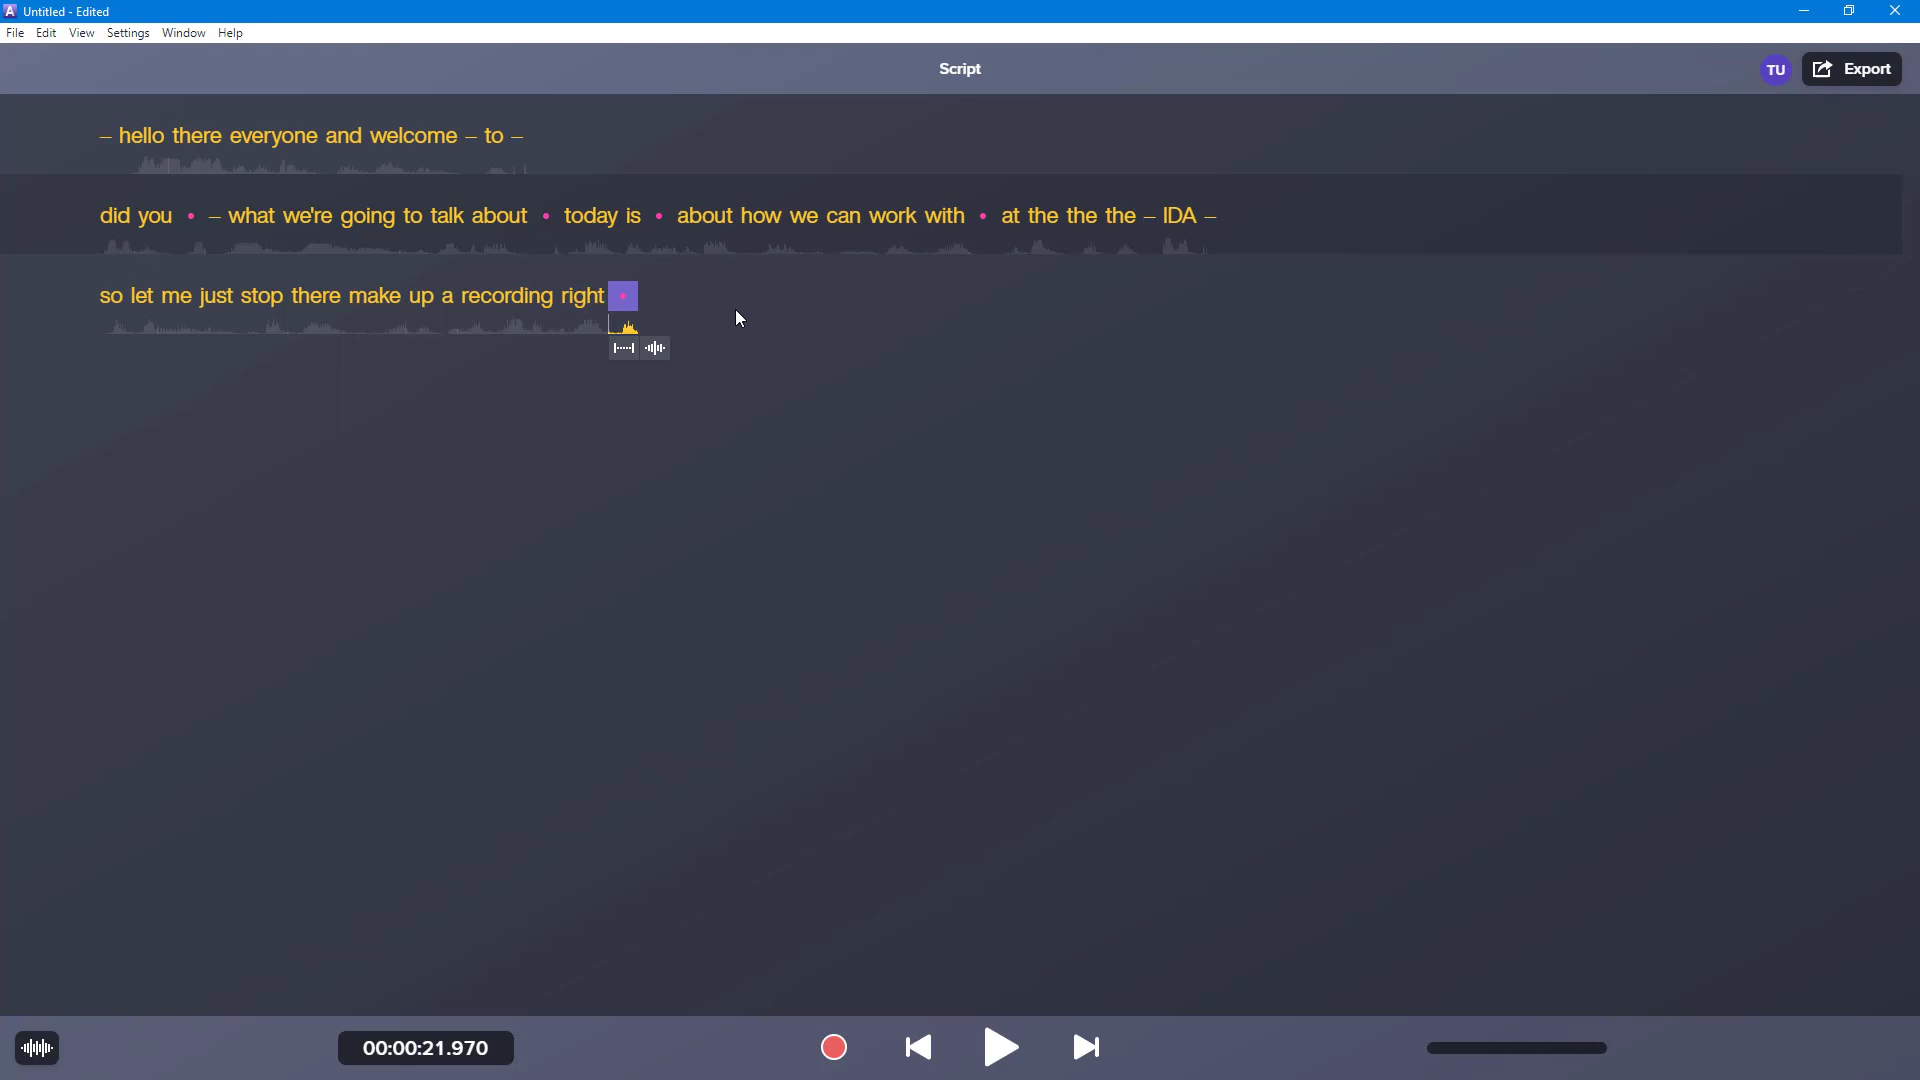 A Untitled - Edited
File Edit View Settings Window Help
Script
TU Export
– hello there everyone and welcome – to –
did you • – what we're going to talk about • today is • about how we can work with • at the the the – IDA –
so let me just stop there make up a recording right •
00:00:21.970